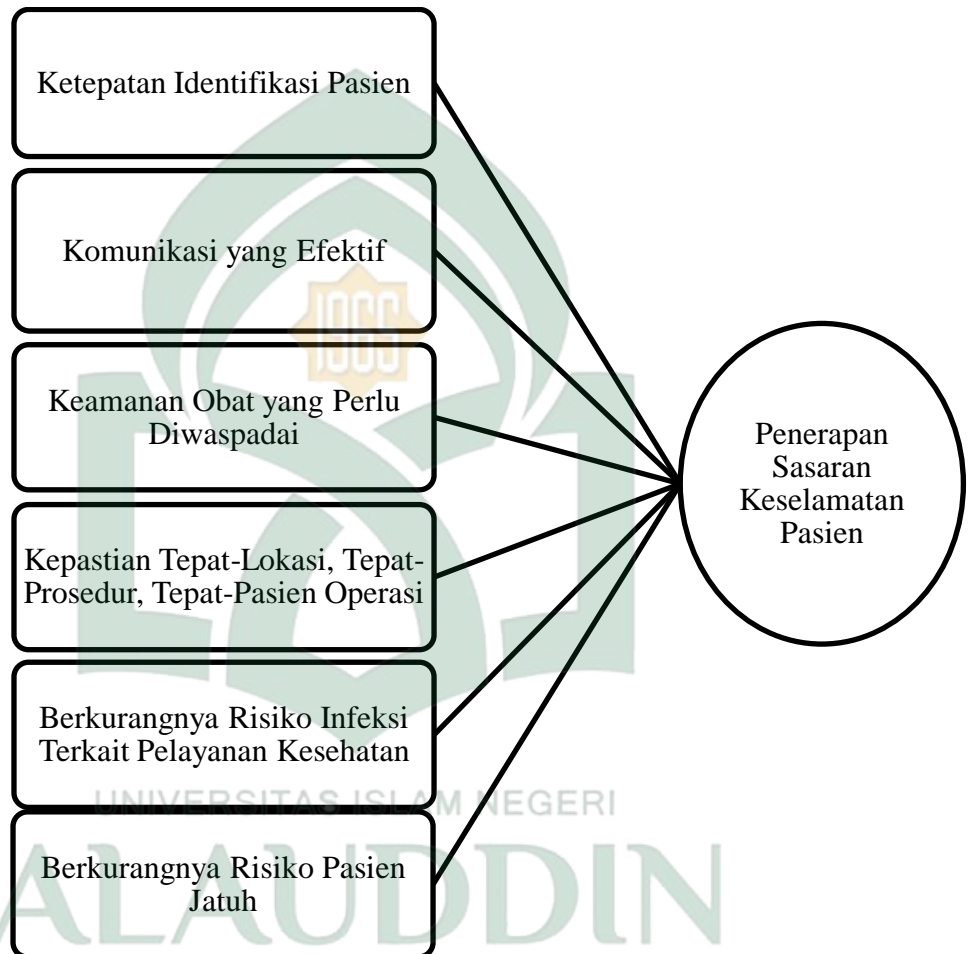 Ketepatan Identifikasi Pasien
Komunikasi yang Efektif
1965
Keamanan Obat yang Perlu
Diwaspadai
Kepastian Tepat-Lokasi, Tepat-
Prosedur, Tepat-Pasien Operasi
Berkurangnya Risiko Infeksi
Terkait Pelayanan Kesehatan
Berkurangnya Risiko Pasien
Jatuh
Penerapan
Sasaran
Keselamatan
Pasien
UNIVERSITAS ISLAM NEGERI
ALAUDDIN